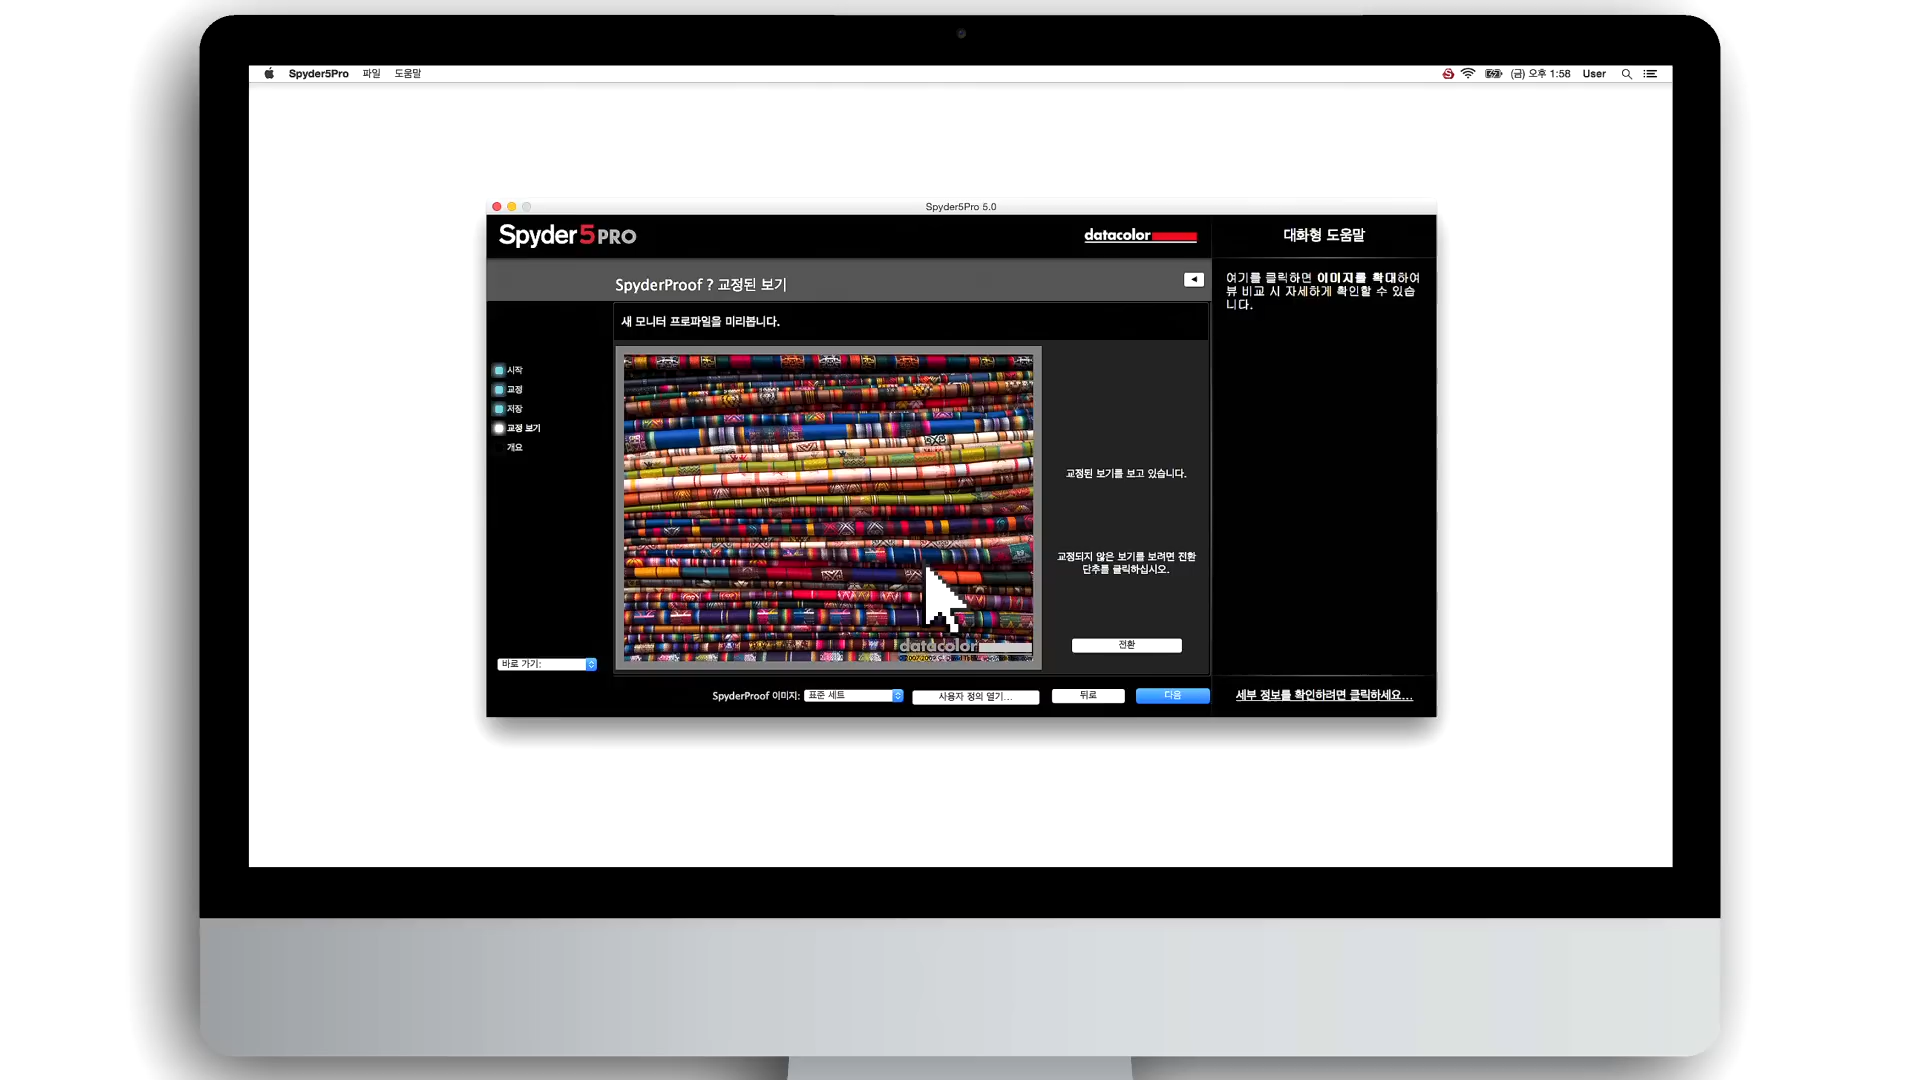 Spyder5Pro 파일 도움말
(금) 오후 1:58 User
Spyder5Pro 5.0
Spyder5PRO
datacolor
대화형 도움말
SpyderProof ? 교정된 보기
여기를 클릭하면 이미지를 확대하여
뷰 비교 시 자세하게 확인할 수 있습
니다.
새 모니터 프로파일을 미리봅니다.
시작
교정
저장
교정 보기
개요
교정된 보기를 보고 있습니다.
교정되지 않은 보기를 보려면 전환
단추를 클릭하십시오.
datacolor
전환
바로 가기:
SpyderProof 이미지: 표준 세트
사용자 정의 열기...
뒤로
다음
세부 정보를 확인하려면 클릭하세요...